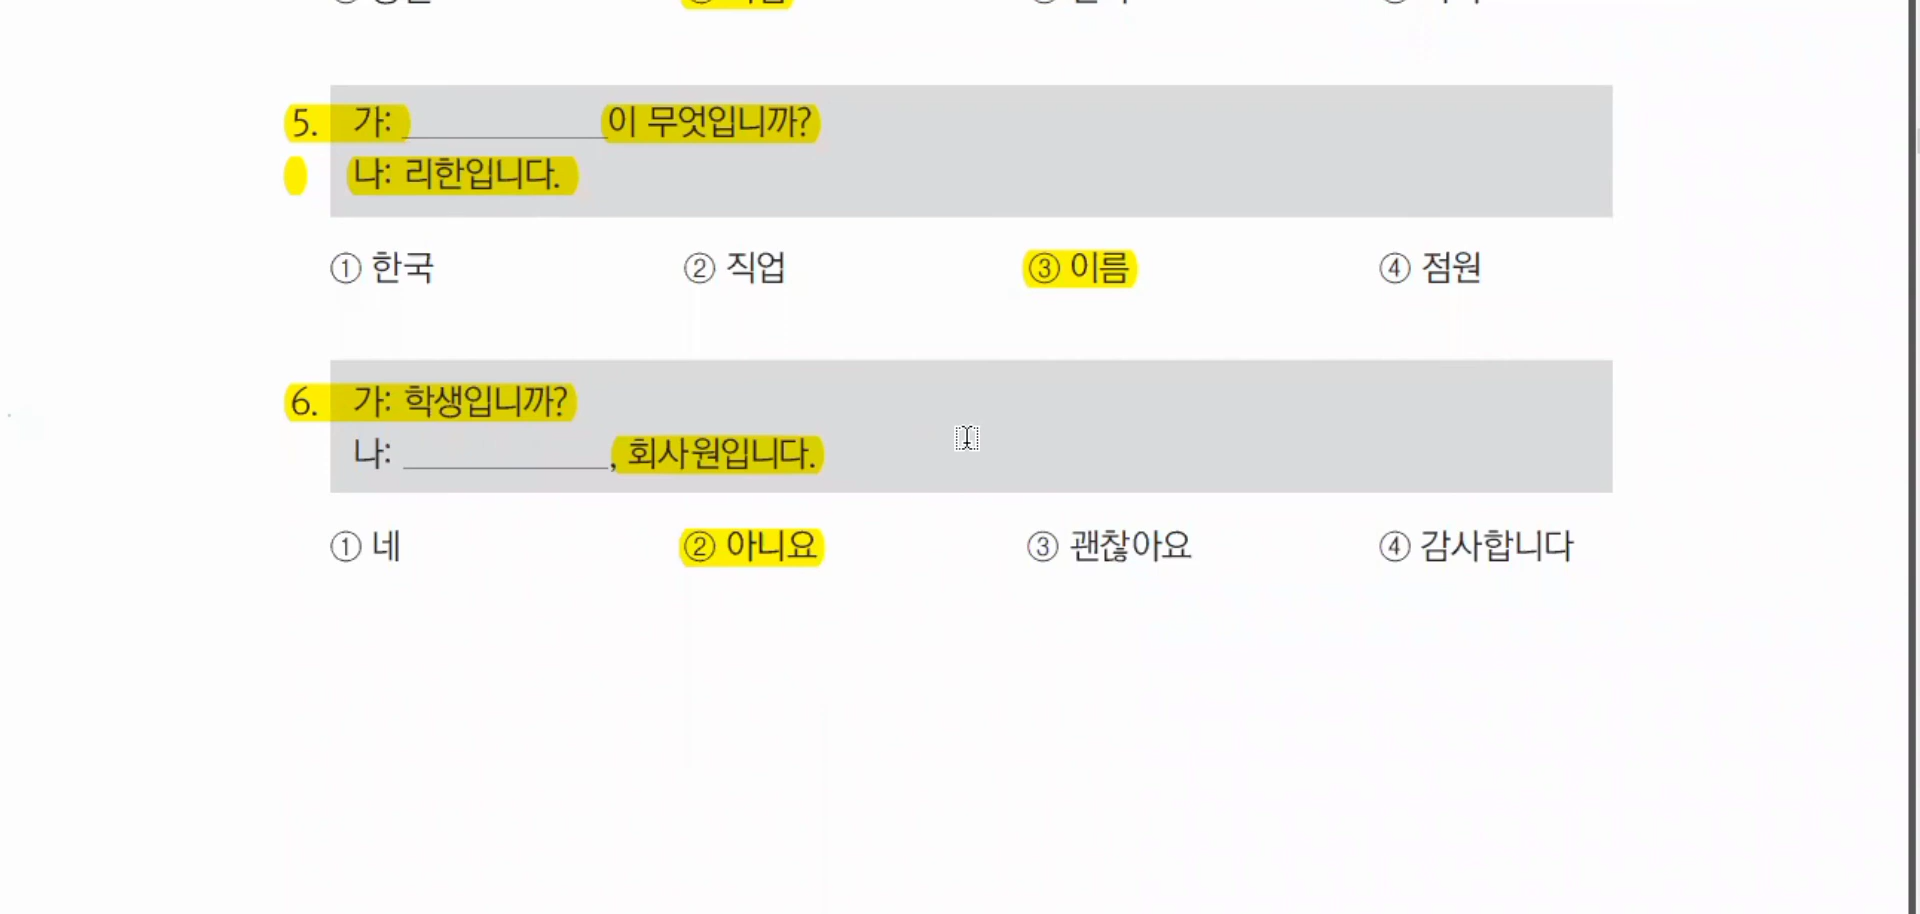 5. 가: ____________이 무엇입니까?
나: 리한입니다.
① 한국 ② 직업 ③ 이름 ④ 점원
6. 가: 학생입니까?
나: ____________, 회사원입니다.
① 네 ② 아니요 ③ 괜찮아요 ④ 감사합니다